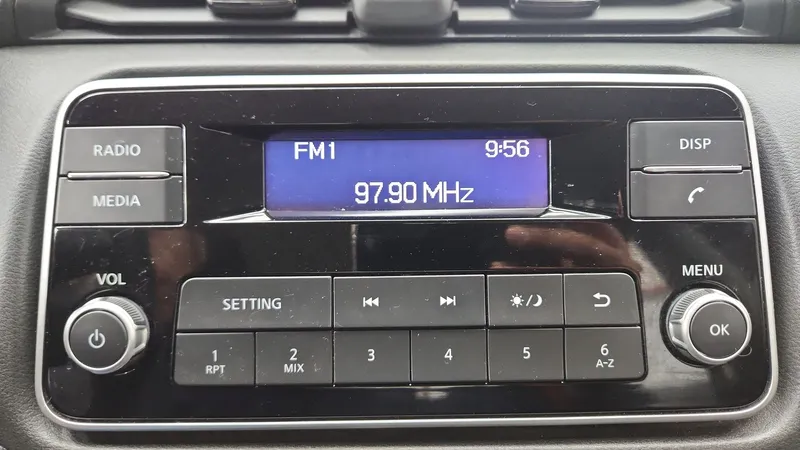 FM1 9:56
97.90 MHz
RADIO
MEDIA
DISP
VOL
MENU
SETTING
OK
1 2 3 4 5 6
RPT MIX A-Z